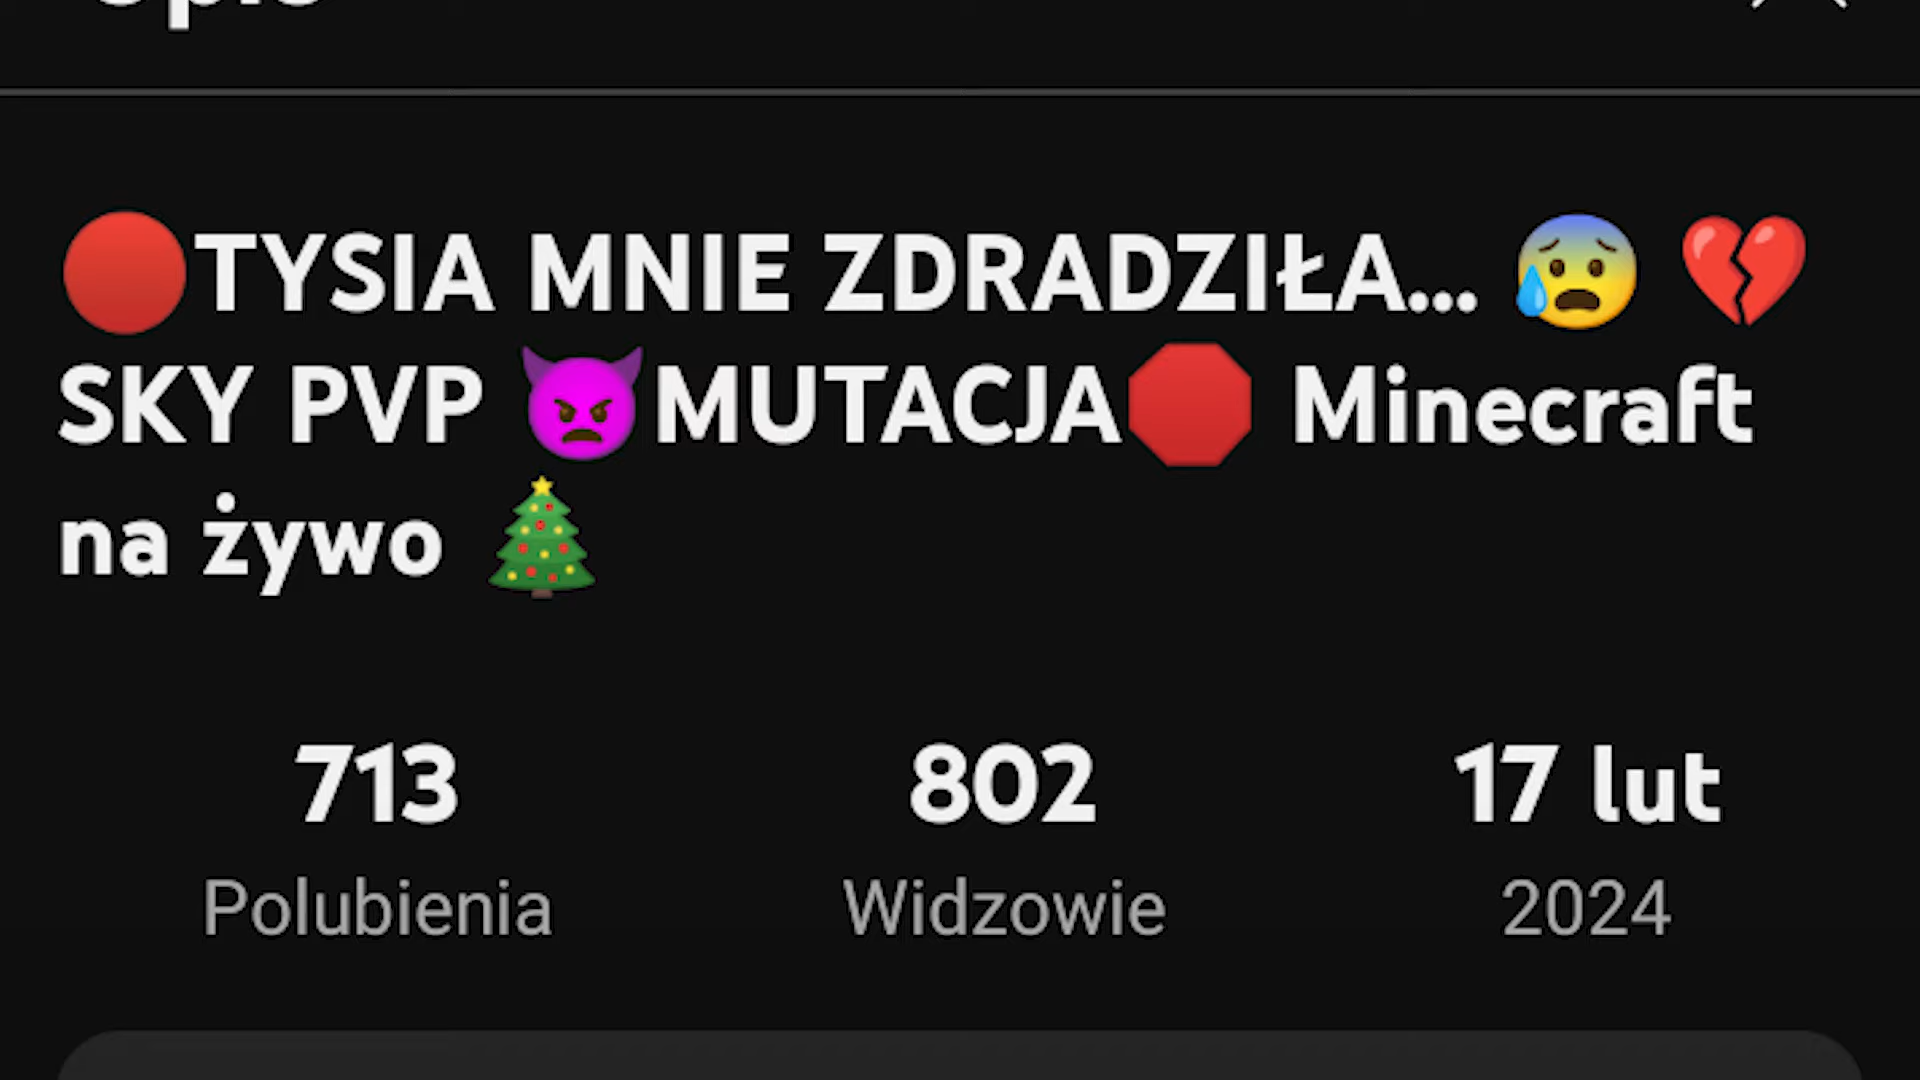 🔴TYSIA MNIE ZDRADZIŁA... 😰 💔
SKY PVP 👿MUTACJA🛑 Minecraft
na żywo 🎄
713
802
17 lut
Polubienia
Widzowie
2024